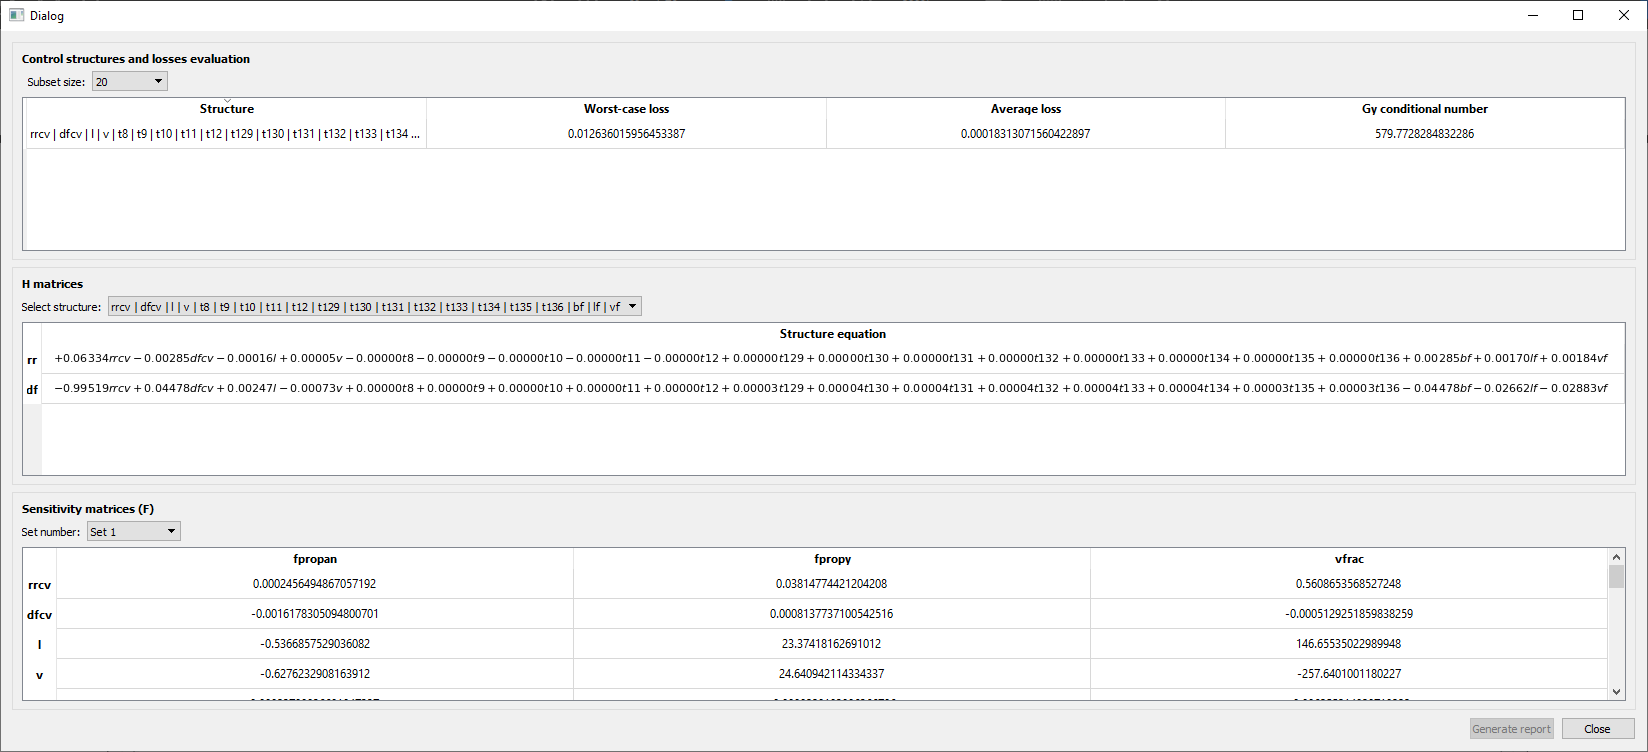 Dialog
Control structures and losses evaluation
Subset size: 20
Structure Worst-case loss Average loss Gy conditional number
rrcv | dfcv | l | v | t8 | t9 | t10 | t11 | t12 | t129 | t130 | t131 | t132 | t133 | t134 ... 0.012636015956453387 0.00018313071560422897 579.7728284832286
H matrices
Select structure: rrcv | dfcv | l | v | t8 | t9 | t10 | t11 | t12 | t129 | t130 | t131 | t132 | t133 | t134 | t135 | t136 | bf | lf | vf
Structure equation
rr +0.06334rrcv−0.00285dfcv−0.00016l+0.00005v−0.00000t8−0.00000t9−0.00000t10−0.00000t11−0.00000t12+0.00000t129+0.00000t130+0.00000t131+0.00000t132+0.00000t133+0.00000t134+0.00000t135+0.00000t136+0.00285bf+0.00170lf+0.00184vf
df −0.99519rrcv+0.04478dfcv+0.00247l−0.00073v+0.00000t8+0.00000t9+0.00000t10+0.00000t11+0.00000t12+0.00003t129+0.00004t130+0.00004t131+0.00004t132+0.00004t133+0.00004t134+0.00003t135+0.00003t136−0.04478bf−0.02662lf−0.02883vf
Sensitivity matrices (F)
Set number: Set 1
fpropan fpropy vfrac
rrcv 0.0002456494867057192 0.03814774421204208 0.5608653568527248
dfcv -0.0016178305094800701 0.0008137737100542516 -0.0005129251859838259
l -0.5366857529036082 23.37418162691012 146.65535022989948
v -0.6276232908163912 24.640942114334337 -257.6401001180227
Generate report Close